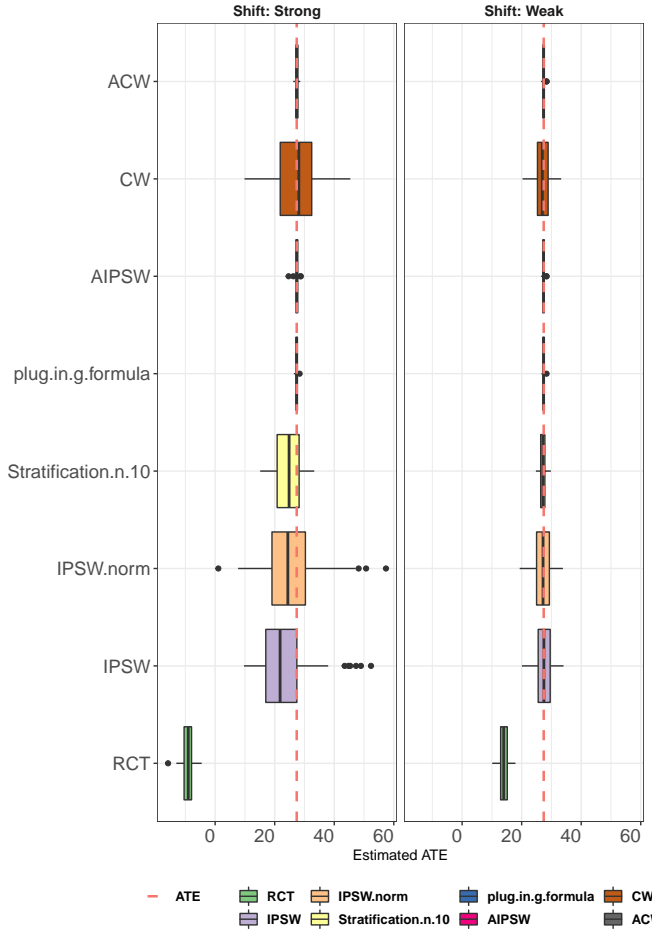 Shift: Strong Shift: Weak
ACW
CW
AIPSW
plug.in.g.formula
Stratification.n.10
IPSW.norm
IPSW
RCT
0 20 40 60 0 20 40 60
Estimated ATE
ATE RCT IPSW.norm plug.in.g.formula CW
IPSW Stratification.n.10 AIPSW ACW